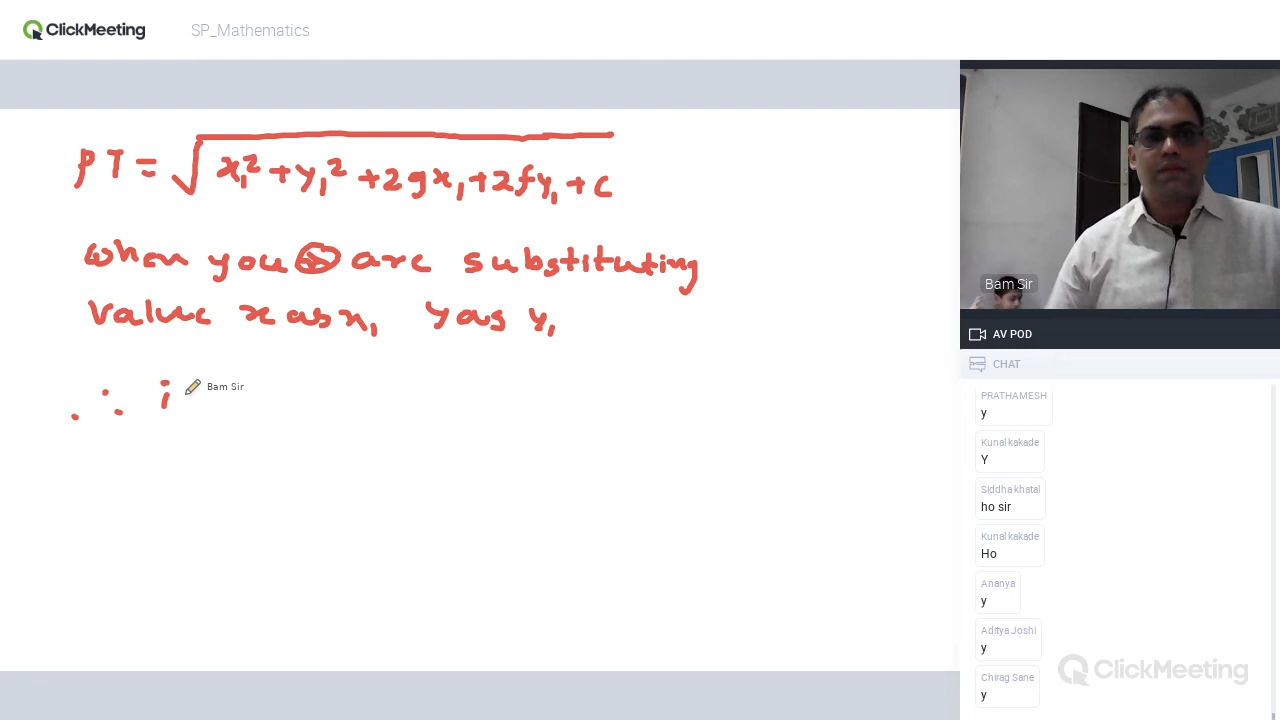 ClickMeeting SP_Mathematics
PT = √x₁² + y₁² + 2gx₁ + 2fy₁ + c
when you are substituting
value x as x₁ y as y₁
∴ i
Bam Sir
Bam Sir
AV POD
CHAT
PRATHAMESH
y
Kunal kakade
Y
Siddha khatal
ho sir
Kunal kakade
Ho
Ananya
y
Aditya Joshi
y
Chirag Sane
y
ClickMeeting